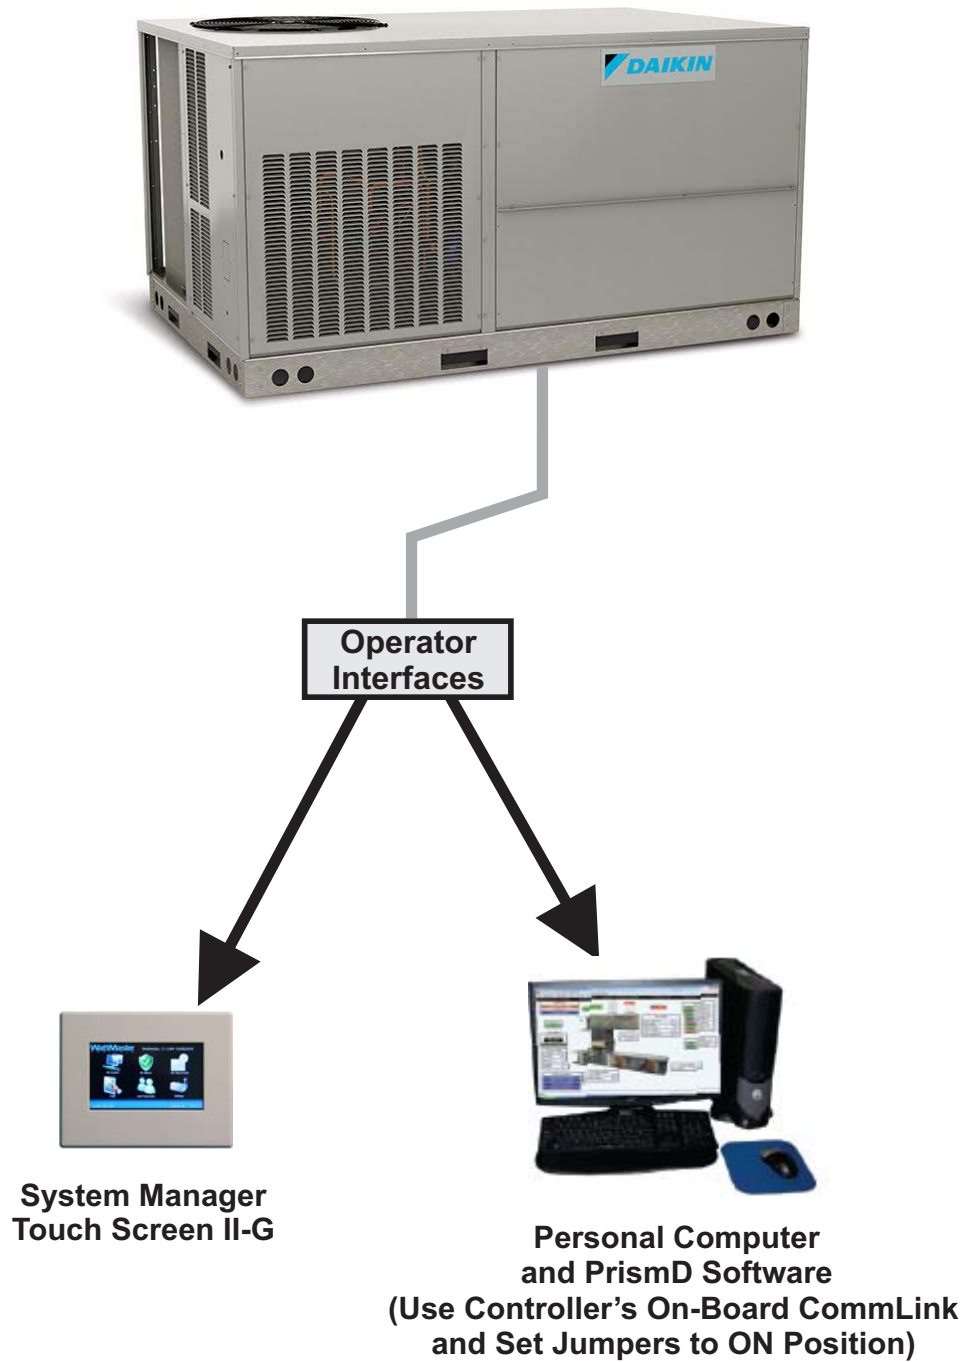 DAIKIN
Operator
Interfaces
WattMaster
System Manager
Touch Screen II-G
Personal Computer
and PrismD Software
(Use Controller's On-Board CommLink
and Set Jumpers to ON Position)